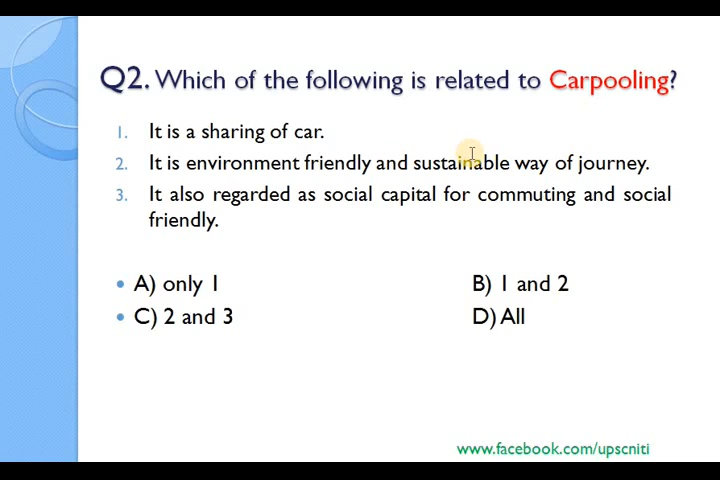 Q2. Which of the following is related to Carpooling?
1. It is a sharing of car.
2. It is environment friendly and sustainable way of journey.
3. It also regarded as social capital for commuting and social
friendly.
• A) only 1 B) 1 and 2
• C) 2 and 3 D) All
www.facebook.com/upscniti